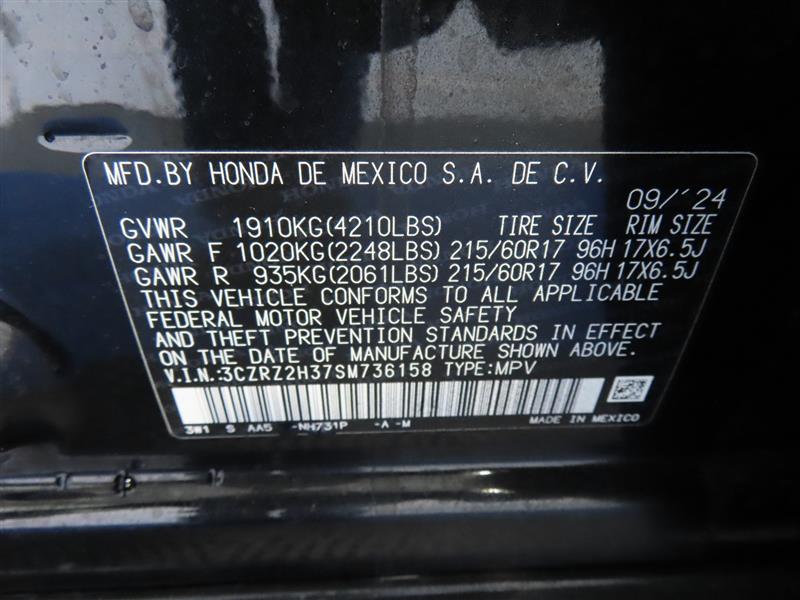 MFD.BY HONDA DE MEXICO S.A. DE C.V.
09/'24
GVWR 1910KG(4210LBS) TIRE SIZE RIM SIZE
GAWR F 1020KG(2248LBS) 215/60R17 96H 17X6.5J
GAWR R 935KG(2061LBS) 215/60R17 96H 17X6.5J
THIS VEHICLE CONFORMS TO ALL APPLICABLE
FEDERAL MOTOR VEHICLE SAFETY
AND THEFT PREVENTION STANDARDS IN EFFECT
ON THE DATE OF MANUFACTURE SHOWN ABOVE.
V.I.N.:3CZRZ2H37SM736158 TYPE:MPV
3W1 S AA5 -NH731P -A -M MADE IN MEXICO